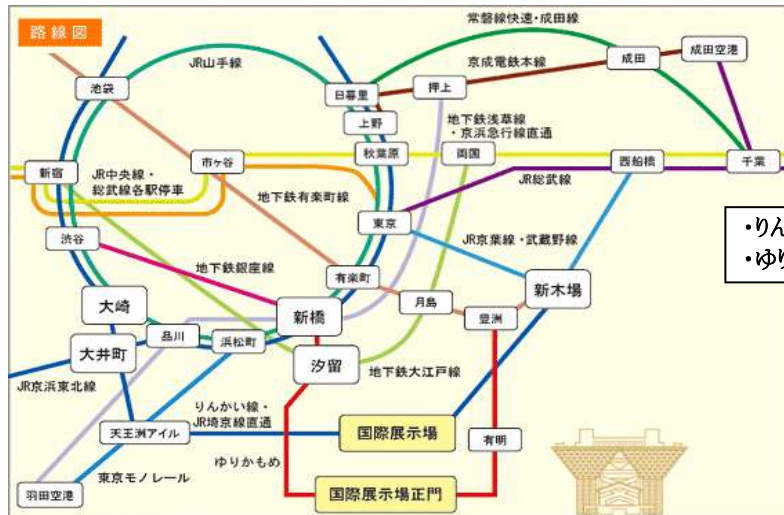 路線図
常磐線快速・成田線
成田空港
京成電鉄本線
成田
JR山手線
池袋
日暮里
押上
上野
地下鉄浅草線
・京浜急行線直通
新宿
JR中央線・
総武線各駅停車
市ヶ谷
秋葉原
両国
西船橋
千葉
JR総武線
地下鉄有楽町線
渋谷
東京
JR京葉線・武蔵野線
・りん
・ゆり
地下鉄銀座線
有楽町
新木場
大崎
月島
新橋
豊洲
品川
浜松町
大井町
汐留
地下鉄大江戸線
JR京浜東北線
りんかい線・
JR埼京線直通
天王洲アイル
国際展示場
有明
ゆりかもめ
東京モノレール
羽田空港
国際展示場正門